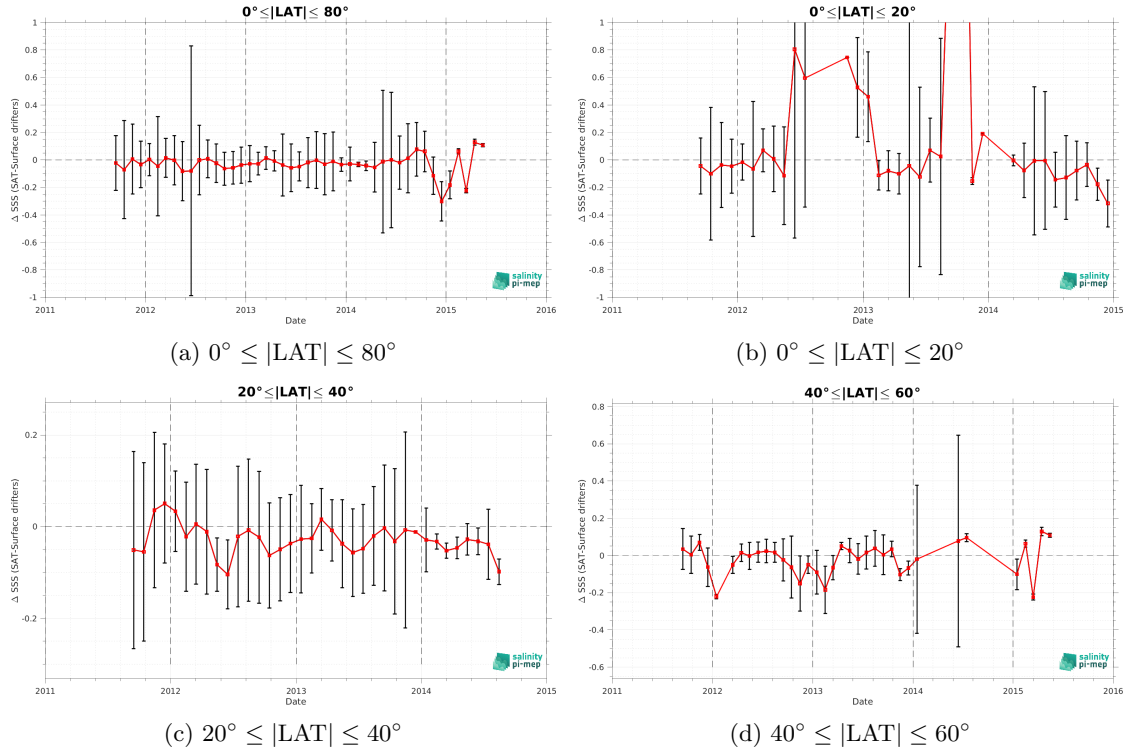 0°≤|LAT|≤ 80°
Δ SSS (SAT-Surface drifters)
1
0.8
0.6
0.4
0.2
0
-0.2
-0.4
-0.6
-0.8
-1
2011
2012
2013
2014
2015
2016
Date
salinity
pi-mep
(a) 0° ≤ |LAT| ≤ 80°
0°≤|LAT|≤ 20°
Δ SSS (SAT-Surface drifters)
1
0.8
0.6
0.4
0.2
0
-0.2
-0.4
-0.6
-0.8
-1
2011
2012
2013
2014
2015
Date
salinity
pi-mep
(b) 0° ≤ |LAT| ≤ 20°
20°≤|LAT|≤ 40°
Δ SSS (SAT-Surface drifters)
0.2
0
-0.2
2011
2012
2013
2014
2015
Date
salinity
pi-mep
(c) 20° ≤ |LAT| ≤ 40°
40°≤|LAT|≤ 60°
Δ SSS (SAT-Surface drifters)
0.8
0.6
0.4
0.2
0
-0.2
-0.4
-0.6
2011
2012
2013
2014
2015
2016
Date
salinity
pi-mep
(d) 40° ≤ |LAT| ≤ 60°